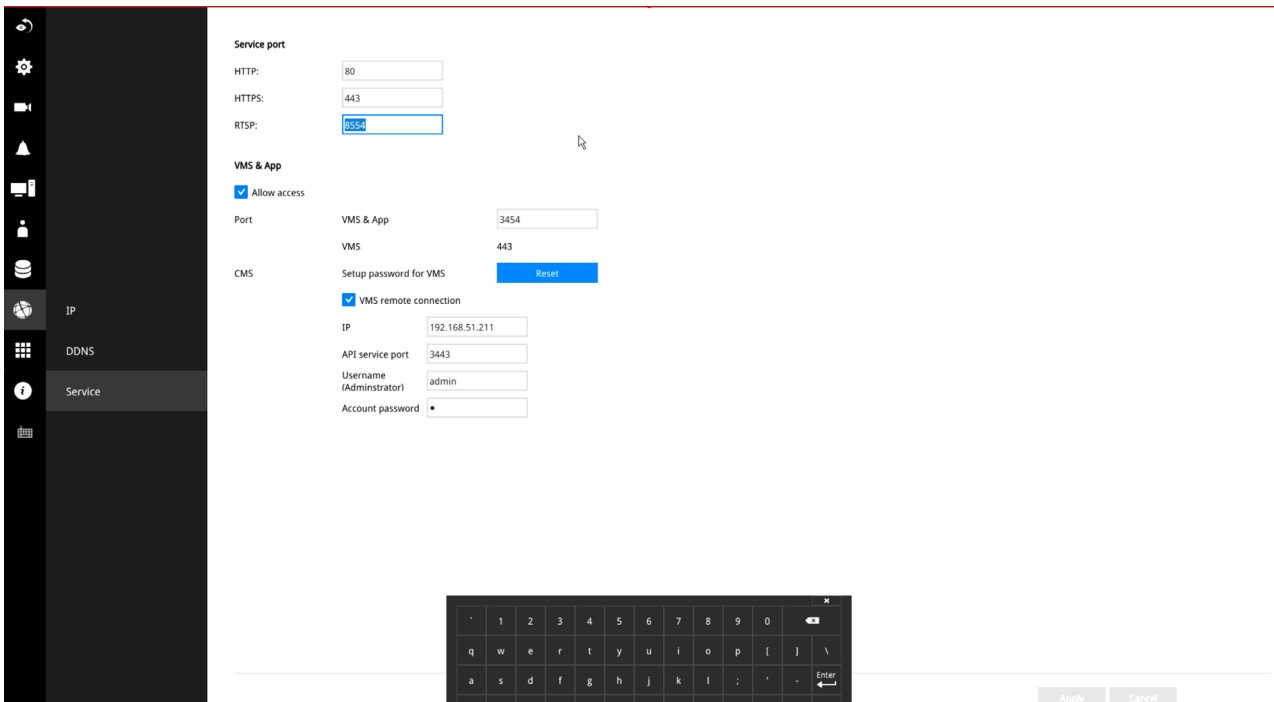 Service port
HTTP: 80
HTTPS: 443
RTSP: 8554
VMS & App
Allow access
Port VMS & App 3454
VMS 443
CMS Setup password for VMS Reset
VMS remote connection
IP
IP 192.168.51.211
DDNS
API service port 3443
Service
Username
(Adminstrator) admin
Account password •
` 1 2 3 4 5 6 7 8 9 0
q w e r t y u i o p [ ] \
a s d f g h j k l ; ' - Enter
Apply Cancel